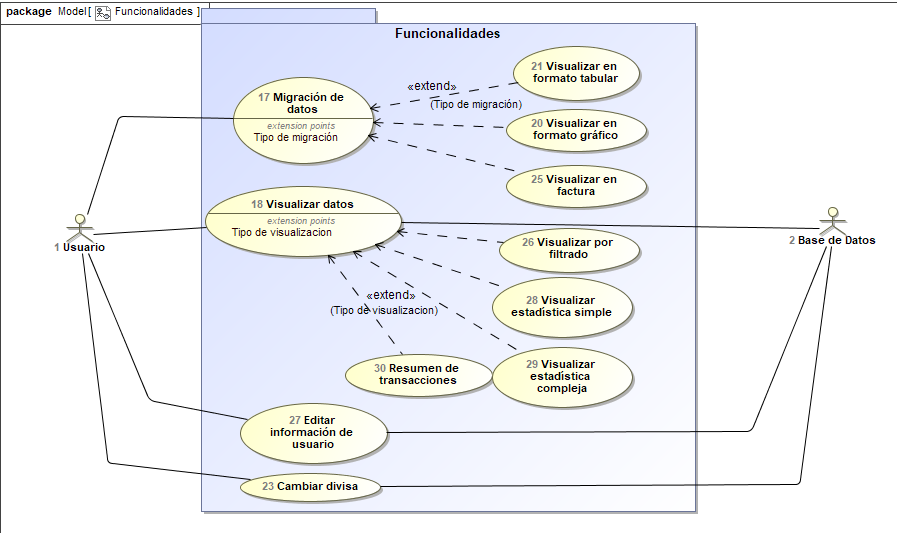 package Model [ Funcionalidades ]
Funcionalidades
21 Visualizar en
formato tabular
«extend»
(Tipo de migración)
17 Migración de
datos
extension points
Tipo de migración
20 Visualizar en
formato gráfico
25 Visualizar en
factura
18 Visualizar datos
extension points
Tipo de visualizacion
1 Usuario
2 Base de Datos
26 Visualizar por
filtrado
«extend»
(Tipo de visualizacion)
28 Visualizar
estadística simple
30 Resumen de
transacciones
29 Visualizar
estadística
compleja
27 Editar
información de
usuario
23 Cambiar divisa